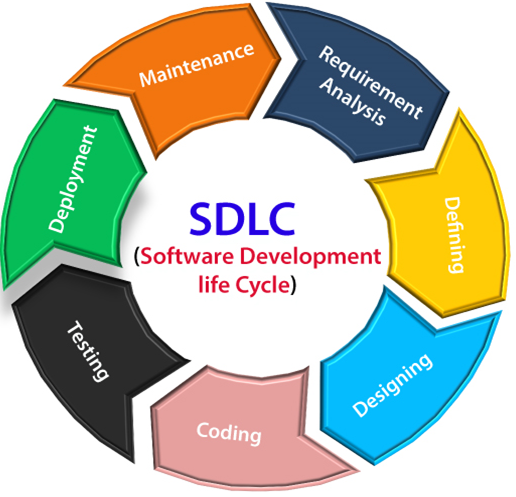 SDLC
(Software Development
life Cycle)
Requirement
Analysis
Defining
Designing
Coding
Testing
Deployment
Maintenance